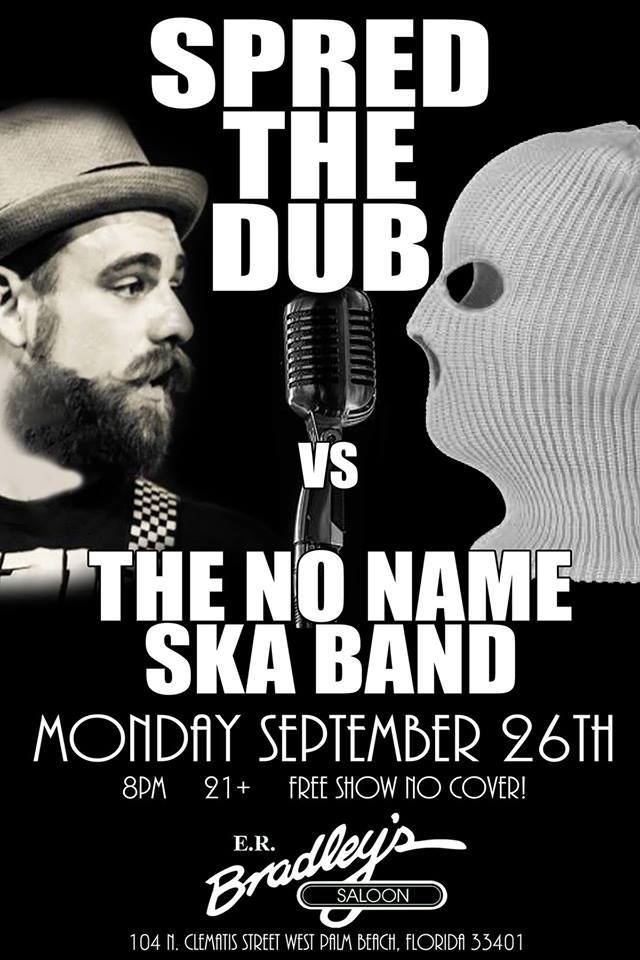 SPRED
THE
DUB
VS
THE NO NAME
SKA BAND
MONDAY SEPTEMBER 26TH
8PM 21+ FREE SHOW NO COVER!
E.R.
Bradley's
SALOON
104 N. CLEMATIS STREET WEST PALM BEACH, FLORIDA 33401